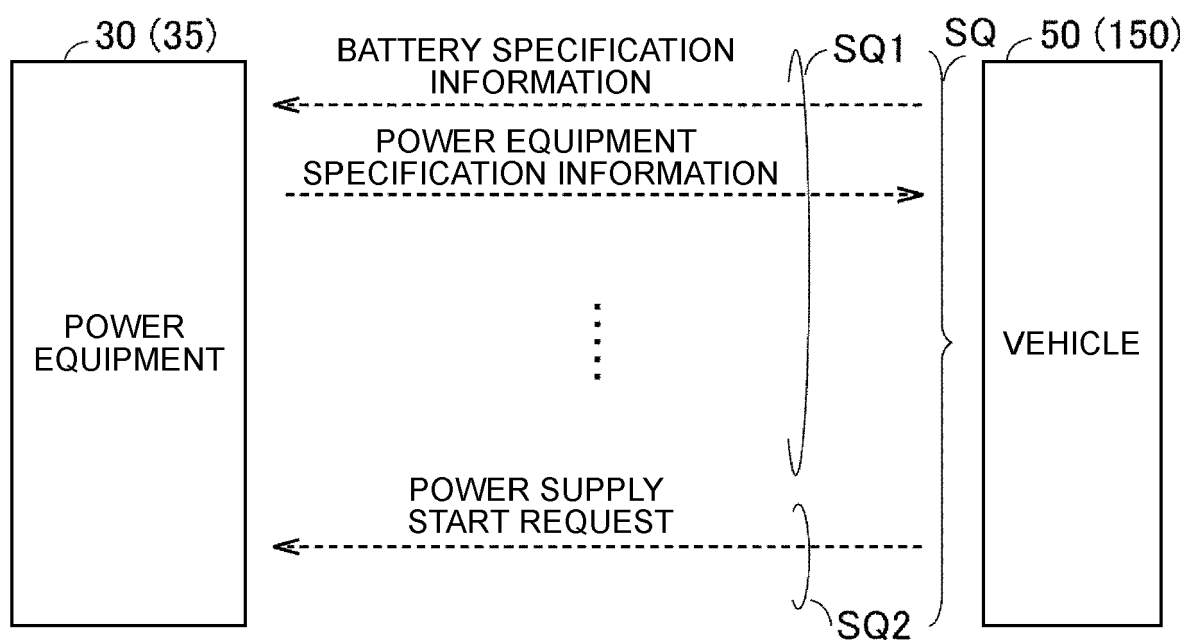 30 (35)
BATTERY SPECIFICATION
INFORMATION
SQ1
SQ
50 (150)
POWER EQUIPMENT
SPECIFICATION INFORMATION
POWER
EQUIPMENT
VEHICLE
POWER SUPPLY
START REQUEST
SQ2